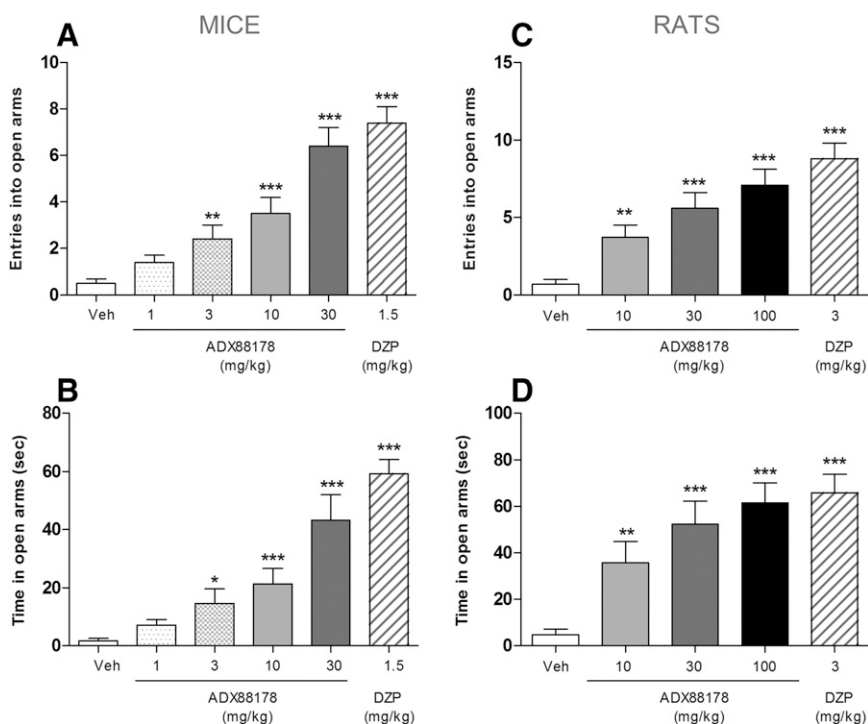 MICE
A
Entries into open arms
10
8
6
4
2
0
**
***
***
***
Veh 1 3 10 30 1.5
ADX88178 DZP
(mg/kg) (mg/kg)
B
Time in open arms (sec)
80
60
40
20
0
*
***
***
***
Veh 1 3 10 30 1.5
ADX88178 DZP
(mg/kg) (mg/kg)
RATS
C
Entries into open arms
15
10
5
0
**
***
***
***
Veh 10 30 100 3
ADX88178 DZP
(mg/kg) (mg/kg)
D
Time in open arms (sec)
100
80
60
40
20
0
**
***
***
***
Veh 10 30 100 3
ADX88178 DZP
(mg/kg) (mg/kg)